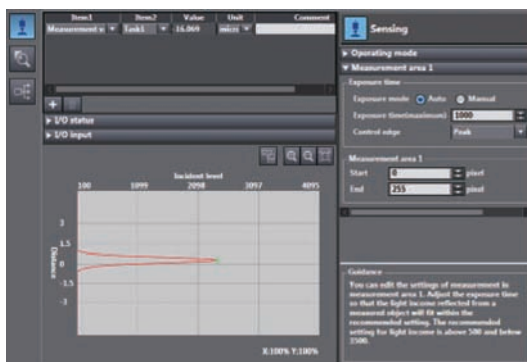 Item1 Item2 Value Unit Comment
Measurement v Task1 -16.069 micr
+
I/O status
I/O input
Incident level
100 1099 2098 3097 4095
3
1.5
0
-1.5
-3
Distance
X:100% Y:100%
Sensing
Operating mode
Measurement area 1
Exposure time
Exposure mode Auto Manual
Exposure time(maximum) 1000
Control edge Peak
Measurement area 1
Start 0 pixel
End 255 pixel
Guidance
You can edit the settings of measurement in
measurement area 1. Adjust the exposure time
so that the light income reflected from a
measured object will fit within the
recommended setting. The recommended
setting for light income is above 500 and below
3500.